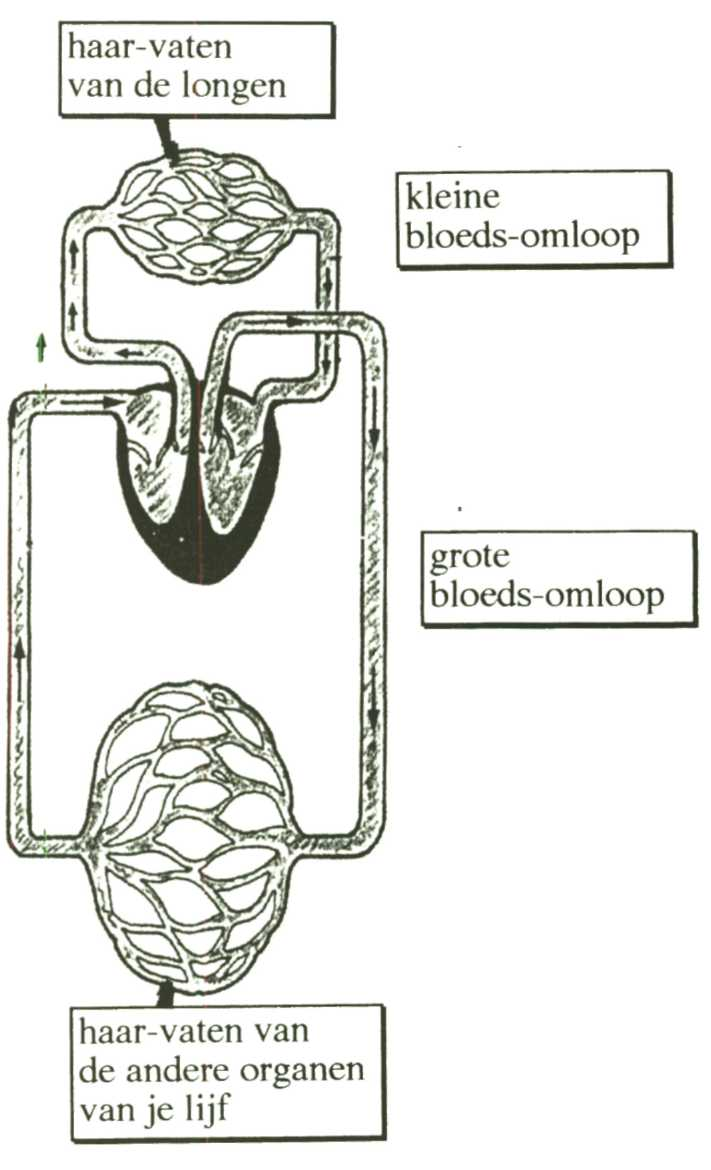 haar-vaten
van de longen
kleine
bloeds-omloop
grote
bloeds-omloop
haar-vaten van
de andere organen
van je lijf